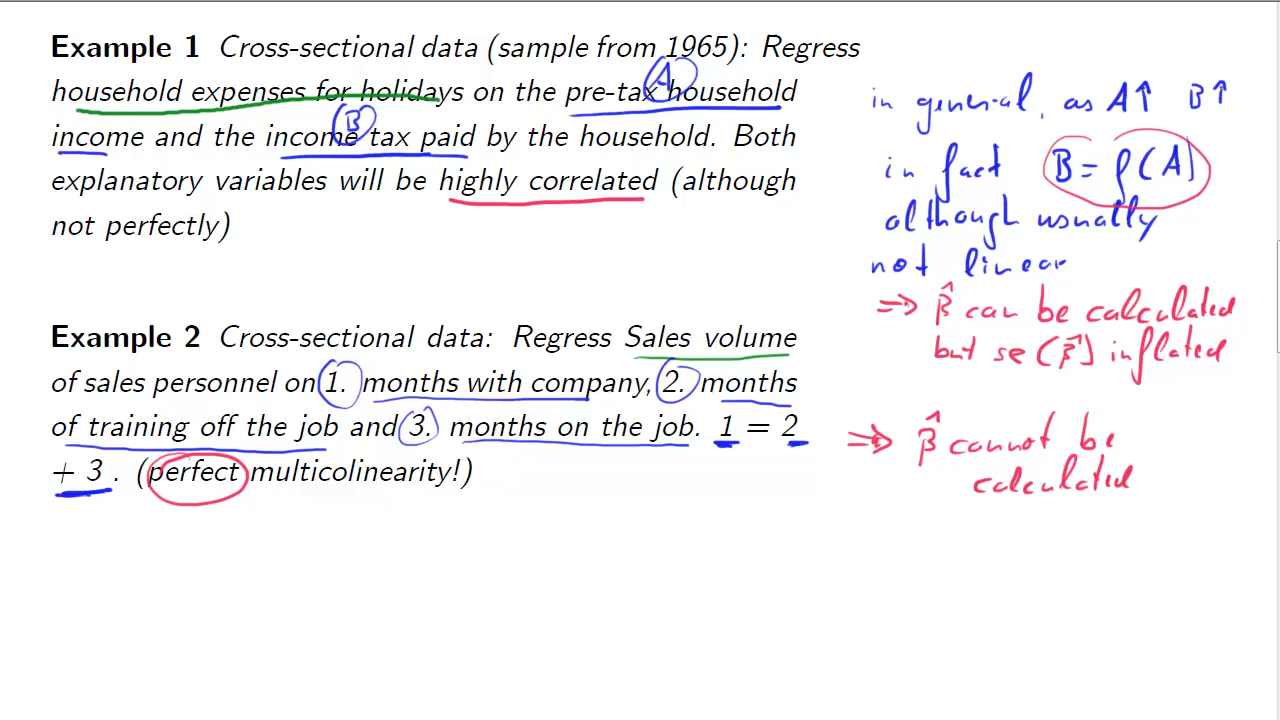 Example 1 Cross-sectional data (sample from 1965): Regress
household expenses for holidays on the pre-tax household
income and the income tax paid by the household. Both
explanatory variables will be highly correlated (although
not perfectly)
A
B
in general, as A↑ B↑
in fact B = f(A)
although usually
not linear
⇒ β̂ can be calculated
but se(β̂) inflated
Example 2 Cross-sectional data: Regress Sales volume
of sales personnel on 1. months with company, 2. months
of training off the job and 3. months on the job. 1 = 2
+ 3 . (perfect multicolinearity!)
⇒ β̂ cannot be
calculated